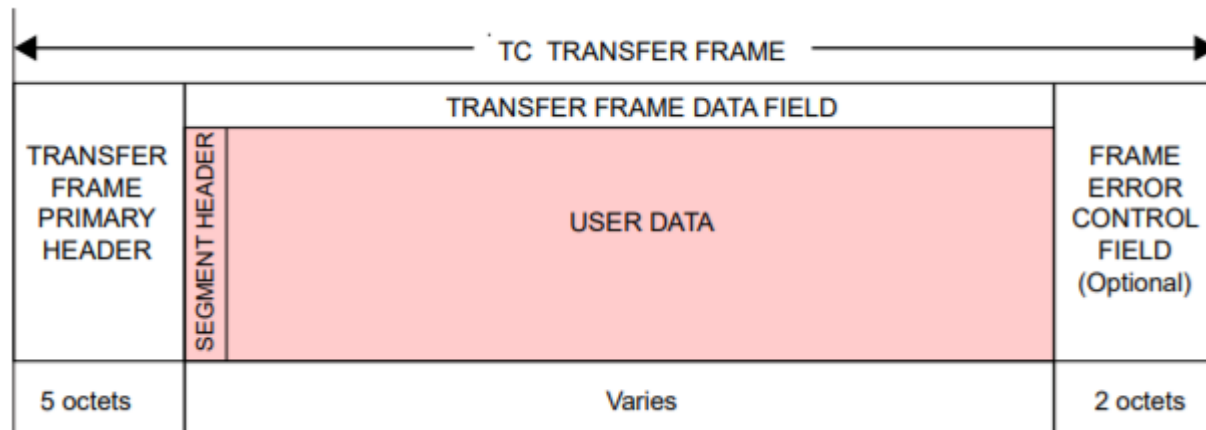 TC TRANSFER FRAME
TRANSFER FRAME DATA FIELD
TRANSFER
FRAME
PRIMARY
HEADER
SEGMENT HEADER
USER DATA
FRAME
ERROR
CONTROL
FIELD
(Optional)
5 octets
Varies
2 octets